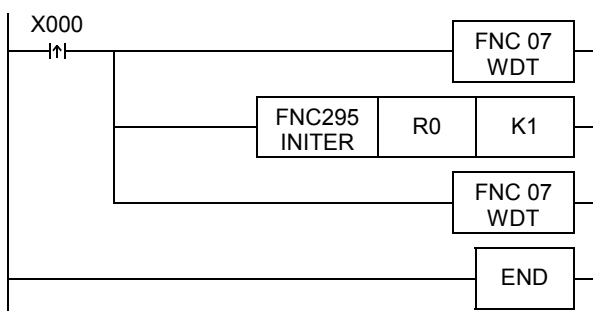 X000
FNC 07
WDT
FNC295
INITER
R0
K1
FNC 07
WDT
END